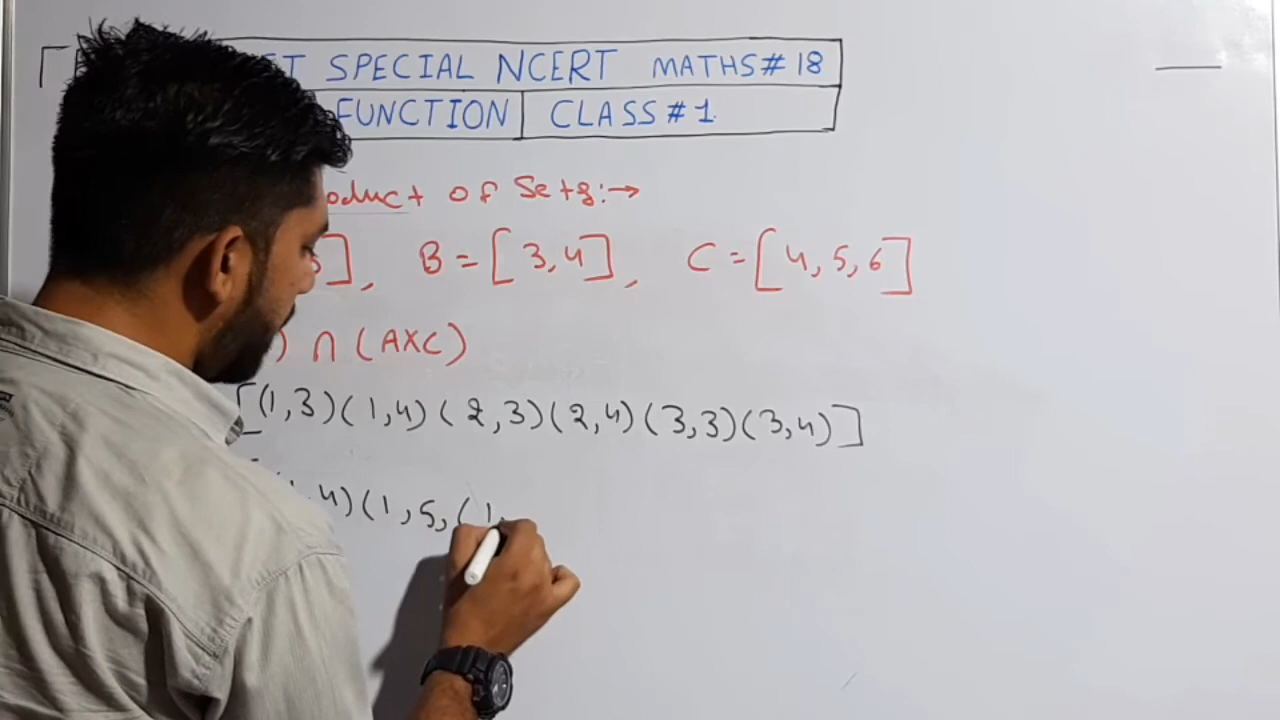 SPECIAL NCERT MATHS # 18
FUNCTION CLASS # 1
of Sets:→
B = [3,4], C = [4,5,6]
) ∩ (AXC)
[(1,3)(1,4)(2,3)(2,4)(3,3)(3,4)]
4)(1,5,(1,